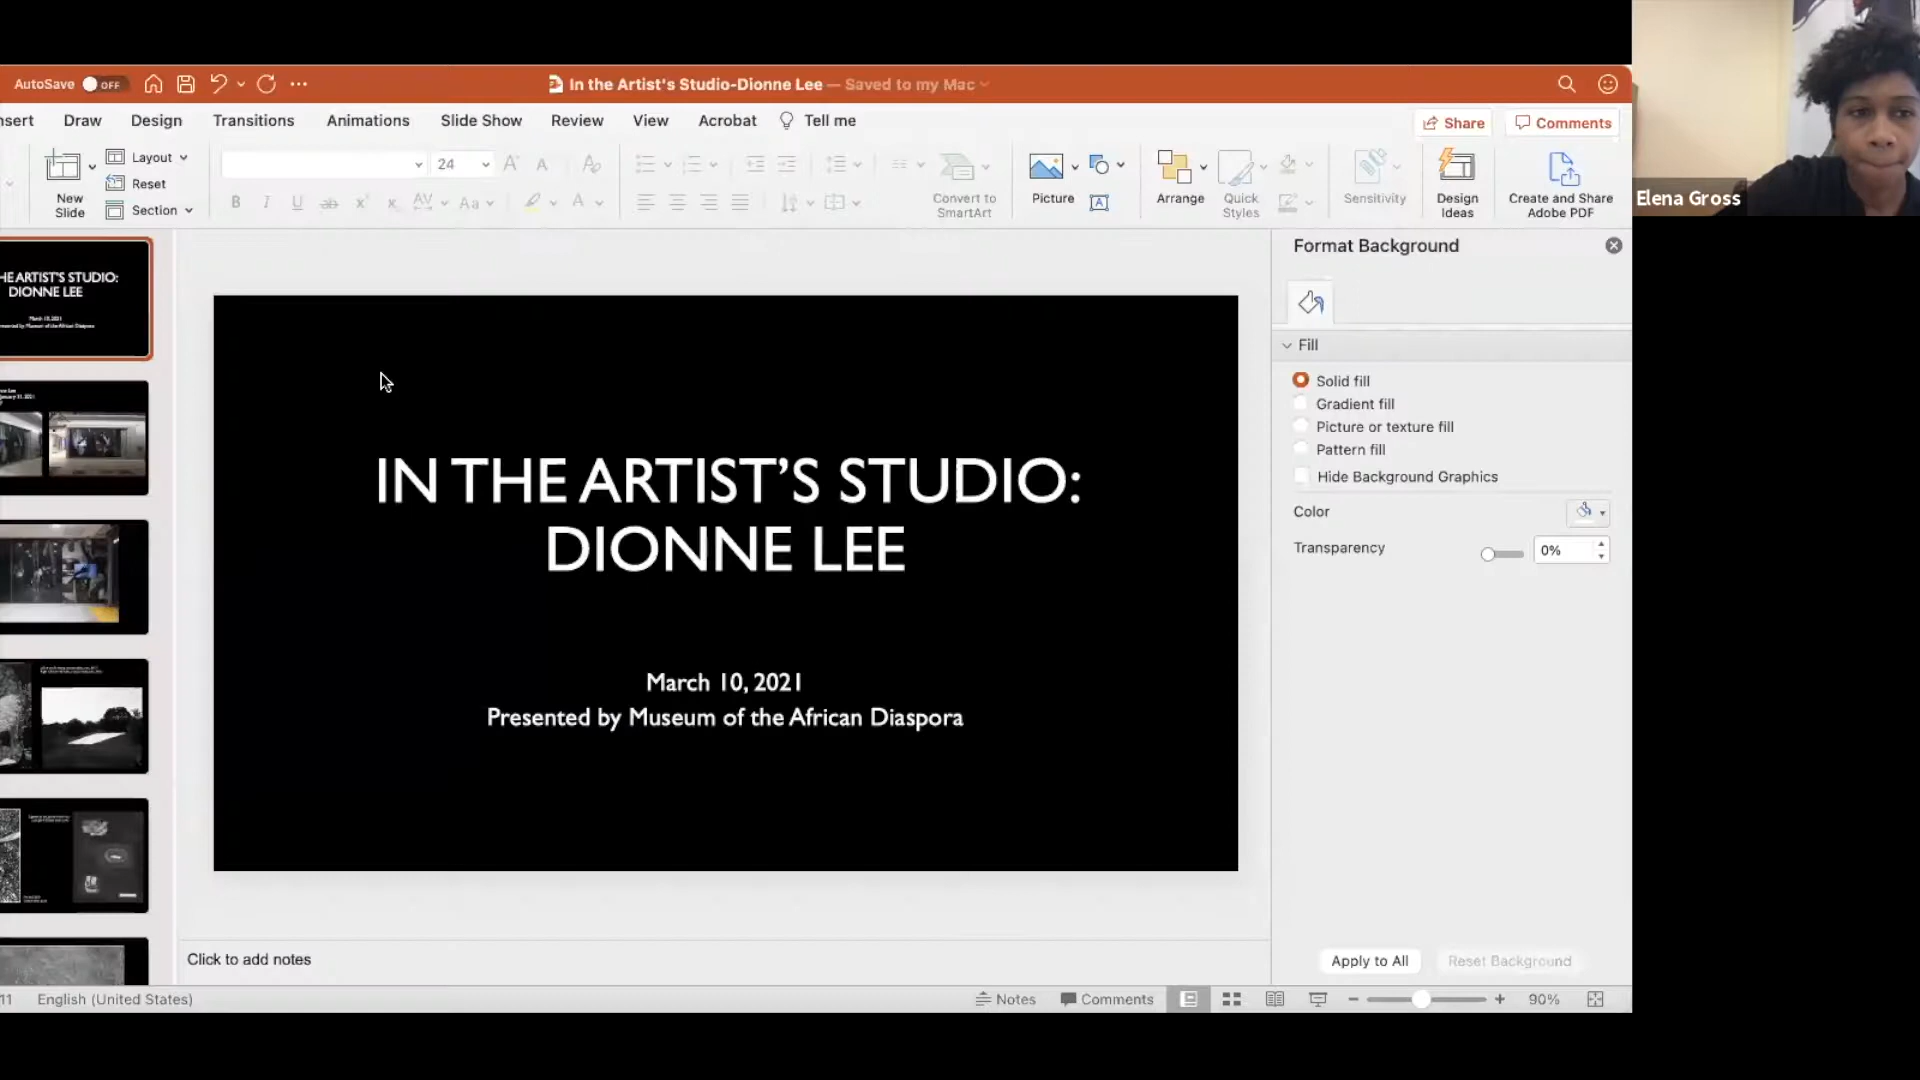 AutoSave OFF
In the Artist's Studio-Dionne Lee — Saved to my Mac
nsert Draw Design Transitions Animations Slide Show Review View Acrobat Tell me
Share Comments
New Slide
Layout
Reset
Section
24
Convert to SmartArt
Picture
Arrange
Quick Styles
Sensitivity
Design Ideas
Create and Share Adobe PDF
Elena Gross
HE ARTIST'S STUDIO:
DIONNE LEE
March 10, 2021
IN THE ARTIST'S STUDIO:
DIONNE LEE
March 10, 2021
Presented by Museum of the African Diaspora
Format Background
Fill
Solid fill
Gradient fill
Picture or texture fill
Pattern fill
Hide Background Graphics
Color
Transparency 0%
Apply to All Reset Background
Click to add notes
11 English (United States) Notes Comments 90%